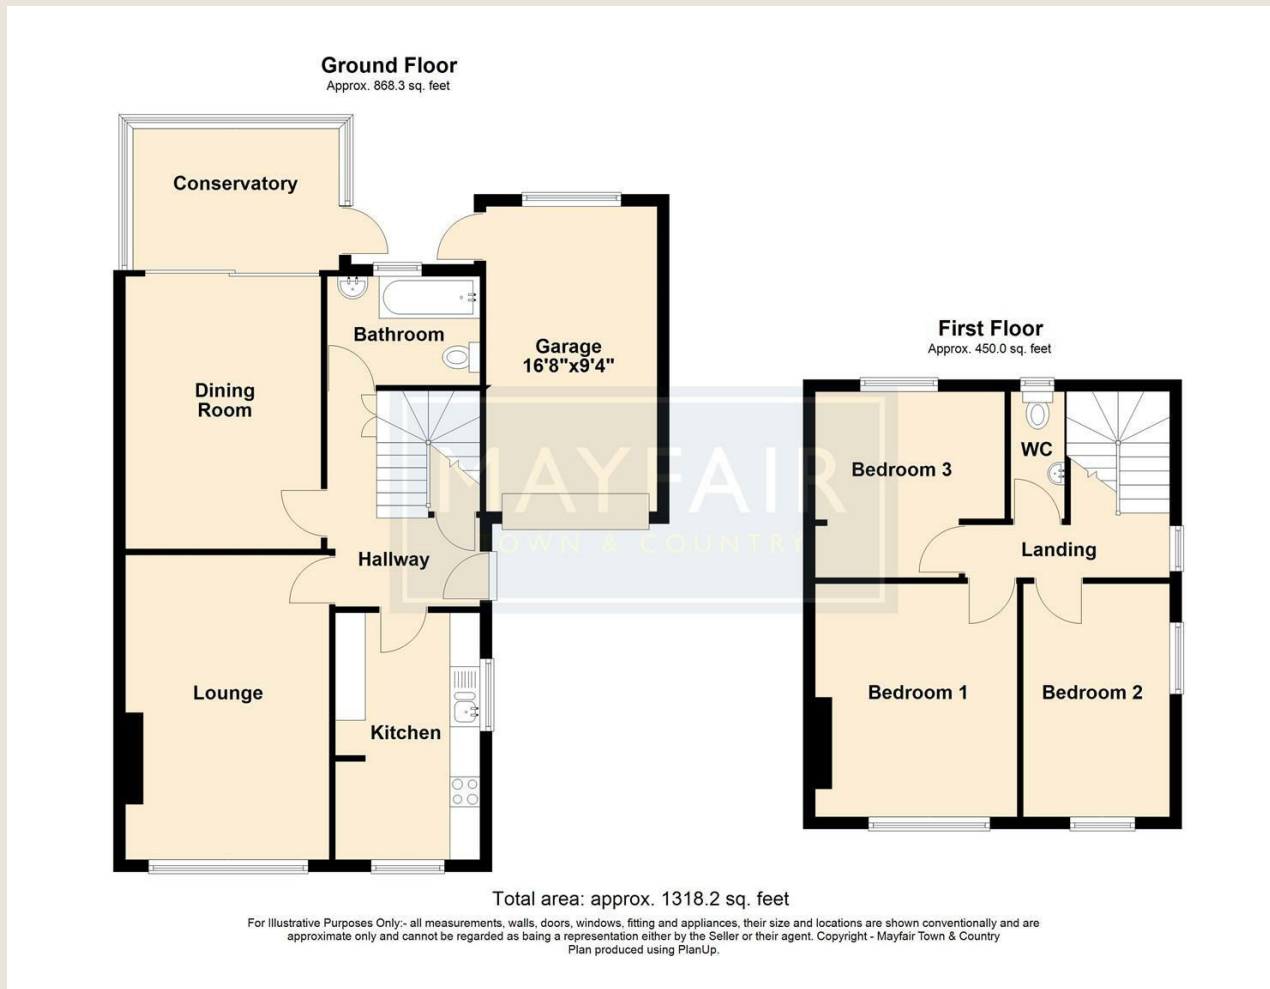 Ground Floor
Approx. 868.3 sq. feet
Conservatory
Bathroom
Garage
16'8"x9'4"
Dining
Room
Hallway
Lounge
Kitchen
First Floor
Approx. 450.0 sq. feet
WC
Bedroom 3
Landing
Bedroom 1
Bedroom 2
MAYFAIR
TOWN & COUNTRY
Total area: approx. 1318.2 sq. feet
For Illustrative Purposes Only:- all measurements, walls, doors, windows, fitting and appliances, their size and locations are shown conventionally and are
approximate only and cannot be regarded as being a representation either by the Seller or their agent. Copyright - Mayfair Town & Country
Plan produced using PlanUp.